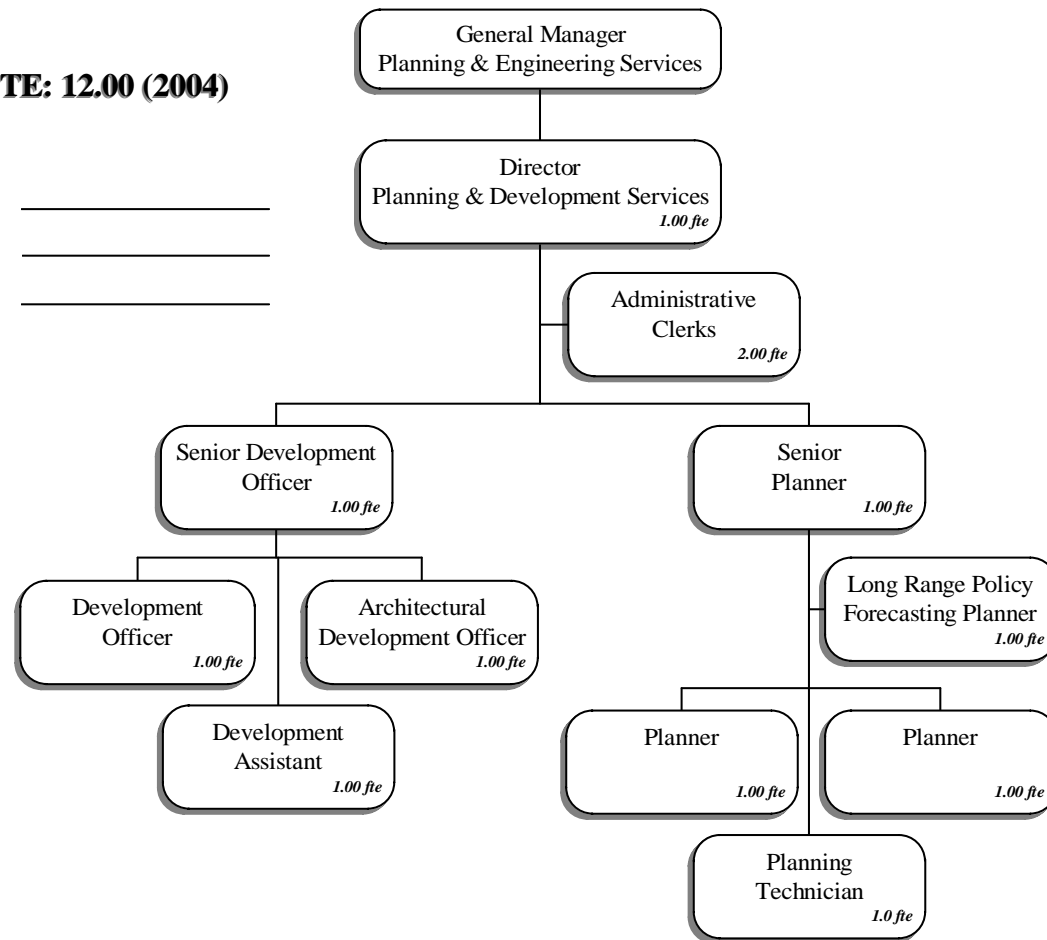 General Manager
Planning & Engineering Services
TE: 12.00 (2004)
Director
Planning & Development Services
1.00 fte
Administrative
Clerks
2.00 fte
Senior Development
Officer
1.00 fte
Senior
Planner
1.00 fte
Development
Officer
1.00 fte
Architectural
Development Officer
1.00 fte
Long Range Policy
Forecasting Planner
1.00 fte
Development
Assistant
1.00 fte
Planner
1.00 fte
Planner
1.00 fte
Planning
Technician
1.0 fte